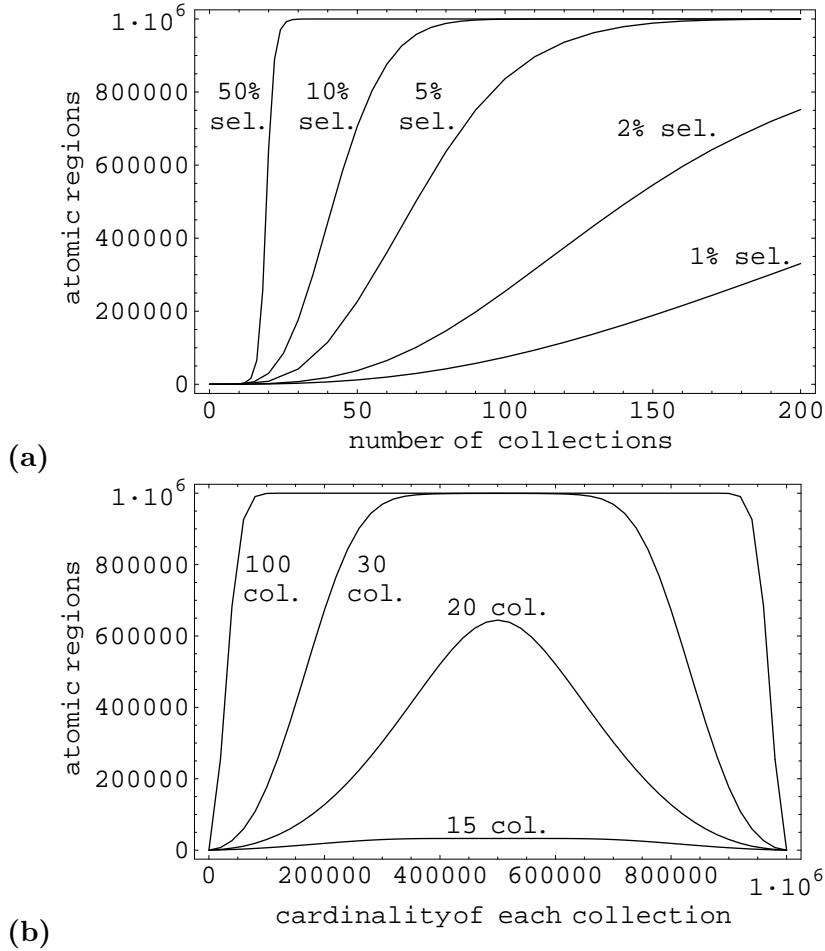 1·10⁶
800000
600000
400000
200000
0
atomic regions
50% sel.
10% sel.
5% sel.
2% sel.
1% sel.
0 50 100 150 200
number of collections
(a)
1·10⁶
800000
600000
400000
200000
0
atomic regions
100 col.
30 col.
20 col.
15 col.
0 200000 400000 600000 800000 1·10⁶
cardinality of each collection
(b)